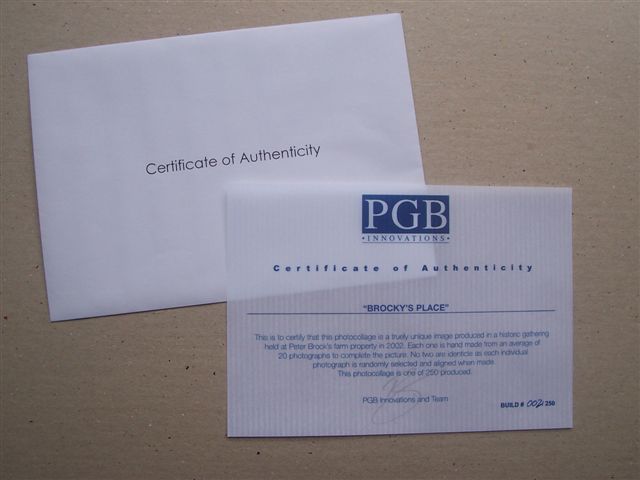 Certificate of Authenticity
PGB
• INNOVATIONS •
Certificate of Authenticity
"BROCKY'S PLACE"
This is to certify that this photocollage is a truely unique image produced in a historic gathering
held at Peter Brock's farm property in 2002. Each one is hand made from an average of
20 photographs to complete the picture. No two are identicle as each individual
photograph is randomly selected and aligned when made.
This photocollage is one of 250 produced.
PGB Innovations and Team
BUILD # 002/250